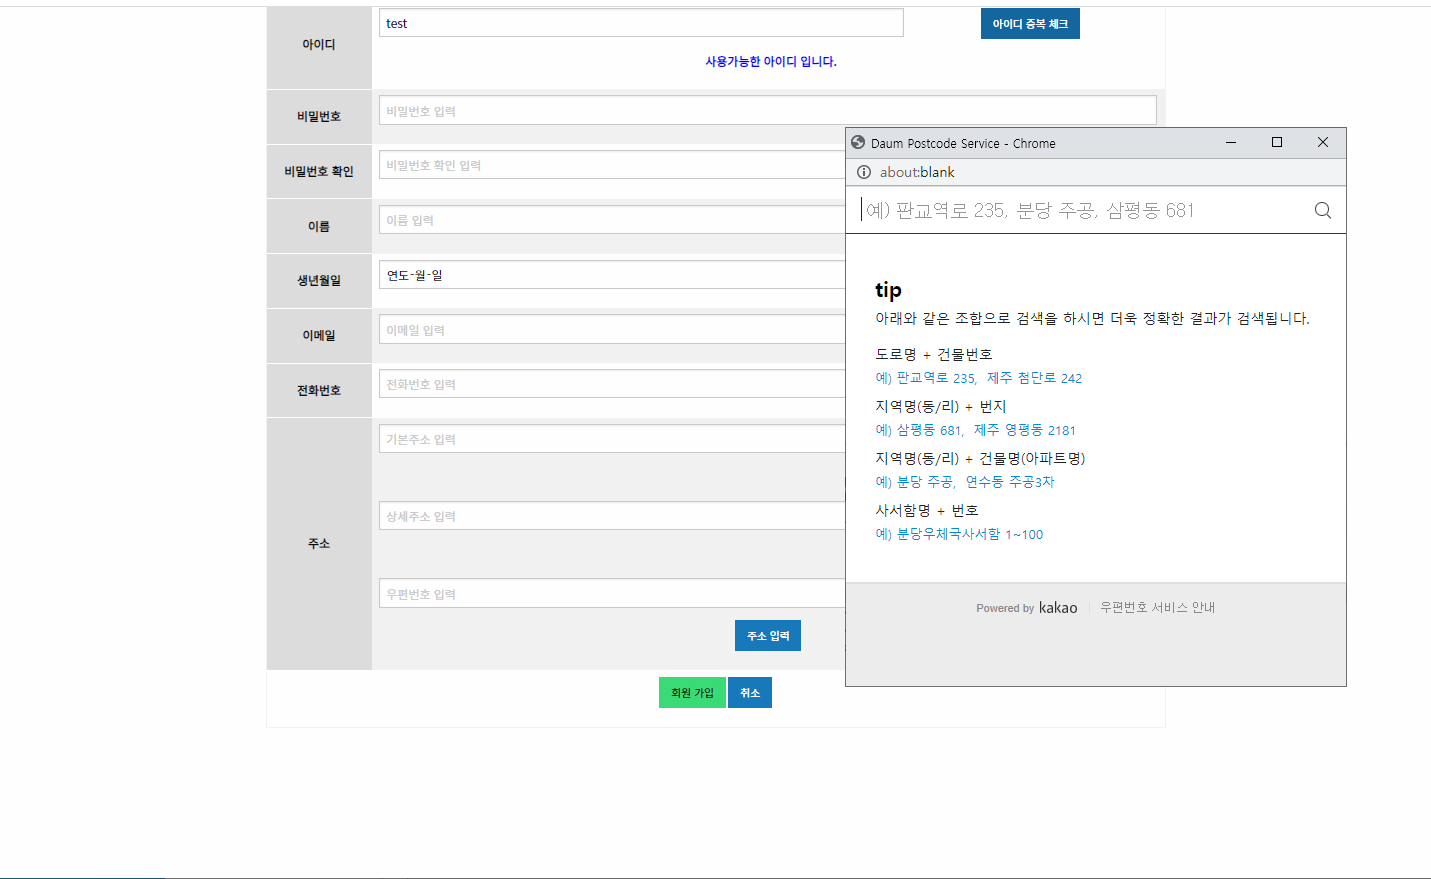 아이디
test
아이디 중복 체크
사용가능한 아이디 입니다.
비밀번호
비밀번호 입력
비밀번호 확인
비밀번호 확인 입력
이름
이름 입력
생년월일
연도-월-일
이메일
이메일 입력
전화번호
전화번호 입력
주소
기본주소 입력
상세주소 입력
우편번호 입력
주소 입력
회원 가입
취소
Daum Postcode Service - Chrome
about:blank
예) 판교역로 235, 분당 주공, 삼평동 681
tip
아래와 같은 조합으로 검색을 하시면 더욱 정확한 결과가 검색됩니다.
도로명 + 건물번호
예) 판교역로 235, 제주 첨단로 242
지역명(동/리) + 번지
예) 삼평동 681, 제주 영평동 2181
지역명(동/리) + 건물명(아파트명)
예) 분당 주공, 연수동 주공3차
사서함명 + 번호
예) 분당우체국사서함 1~100
Powered by kakao
우편번호 서비스 안내